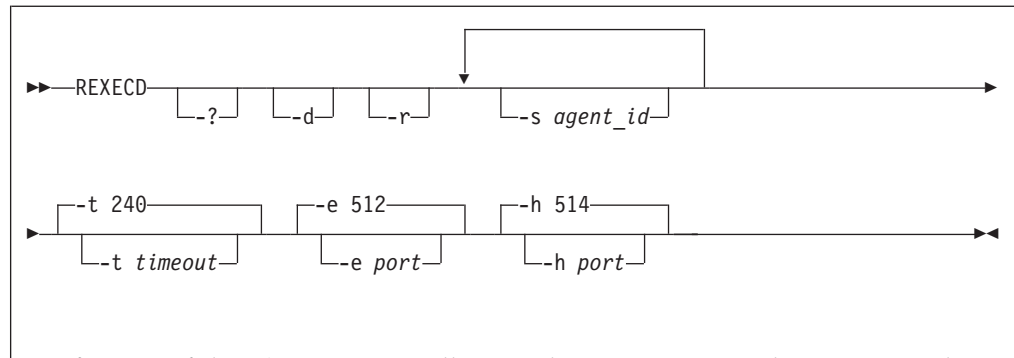 REXECD -? -d -r -s agent_id
-t 240 -e 512 -h 514
-t timeout -e port -h port